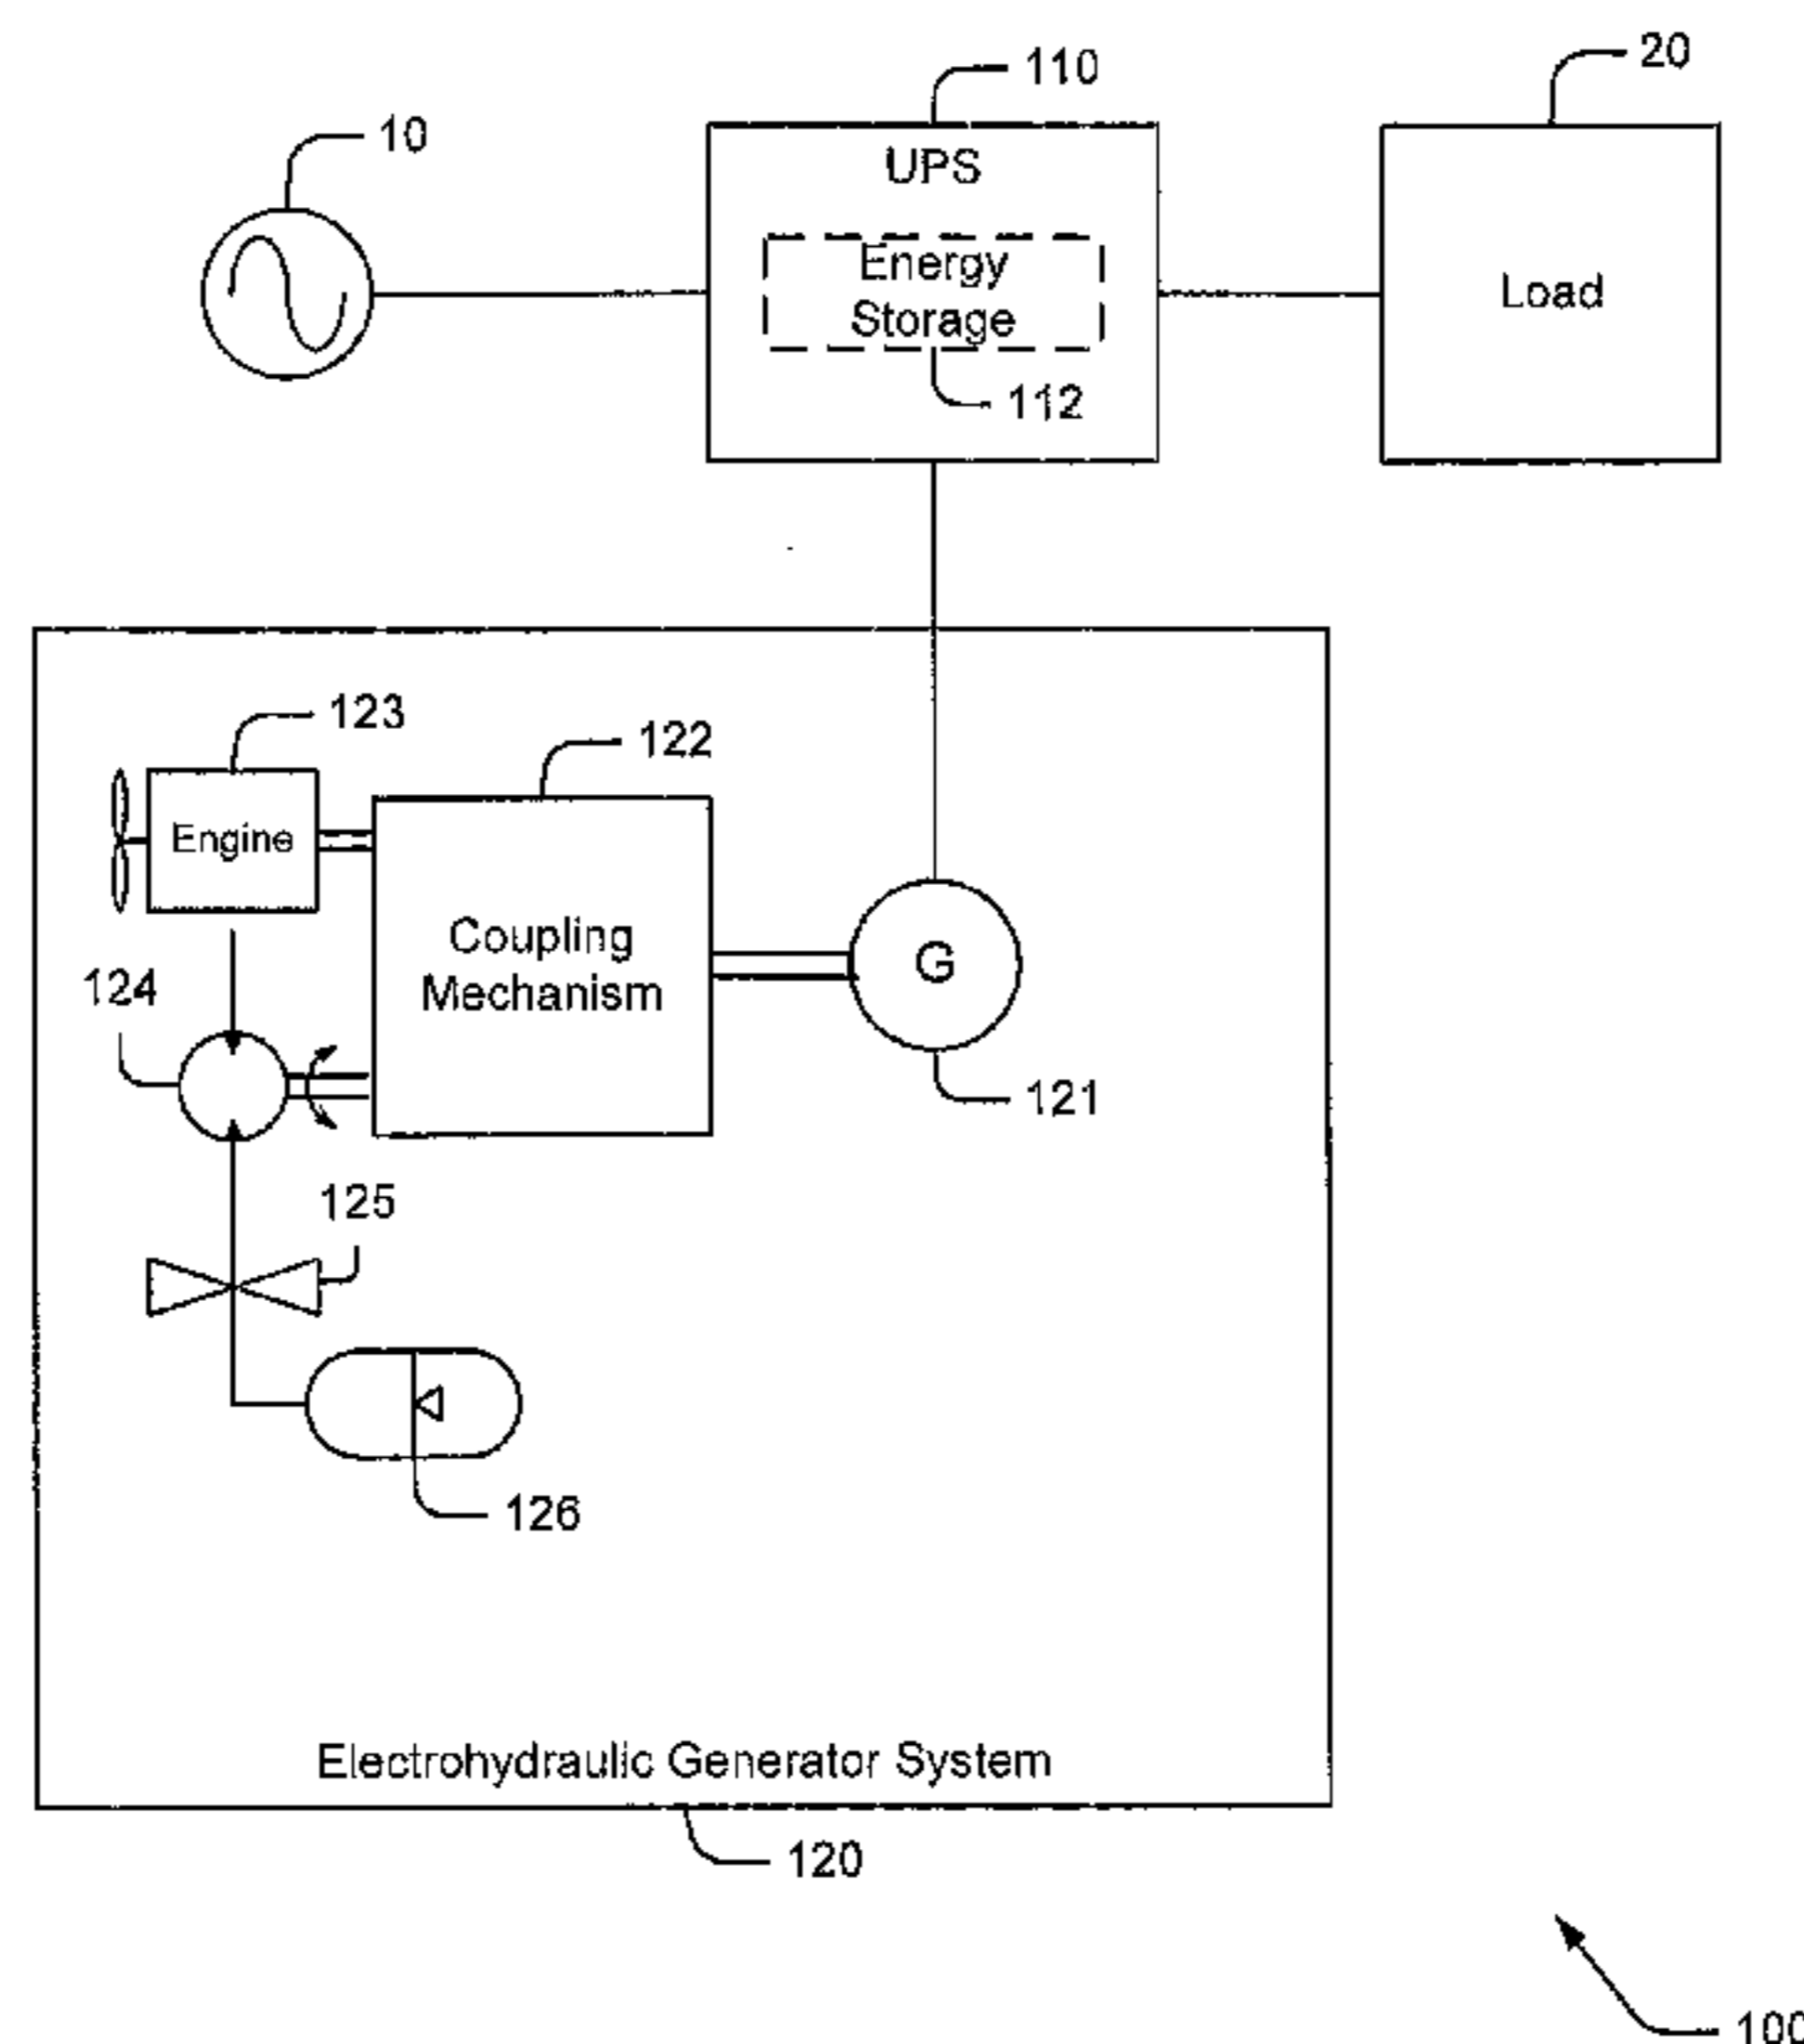 110
20
10
UPS
Energy
Storage
Load
112
123
122
Engine
Coupling
Mechanism
G
124
121
125
126
Electrohydraulic Generator System
120
100